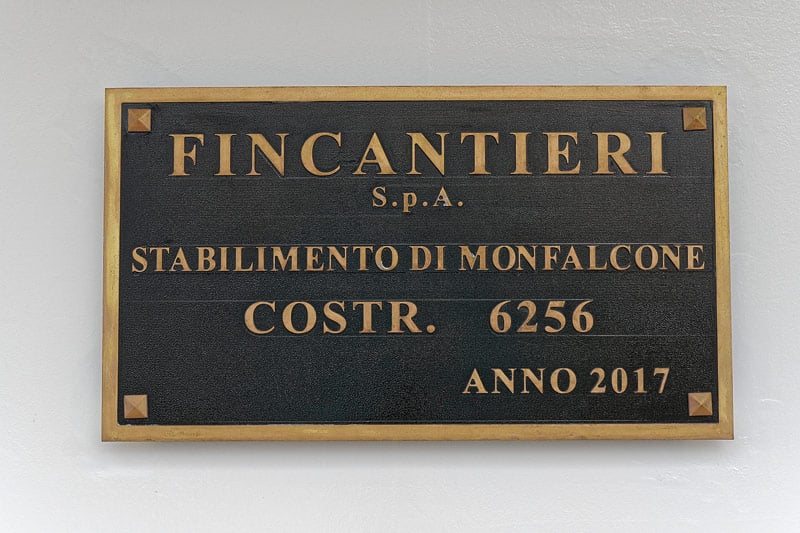 FINCANTIERI
S.p.A.
STABILIMENTO DI MONFALCONE
COSTR. 6256
ANNO 2017